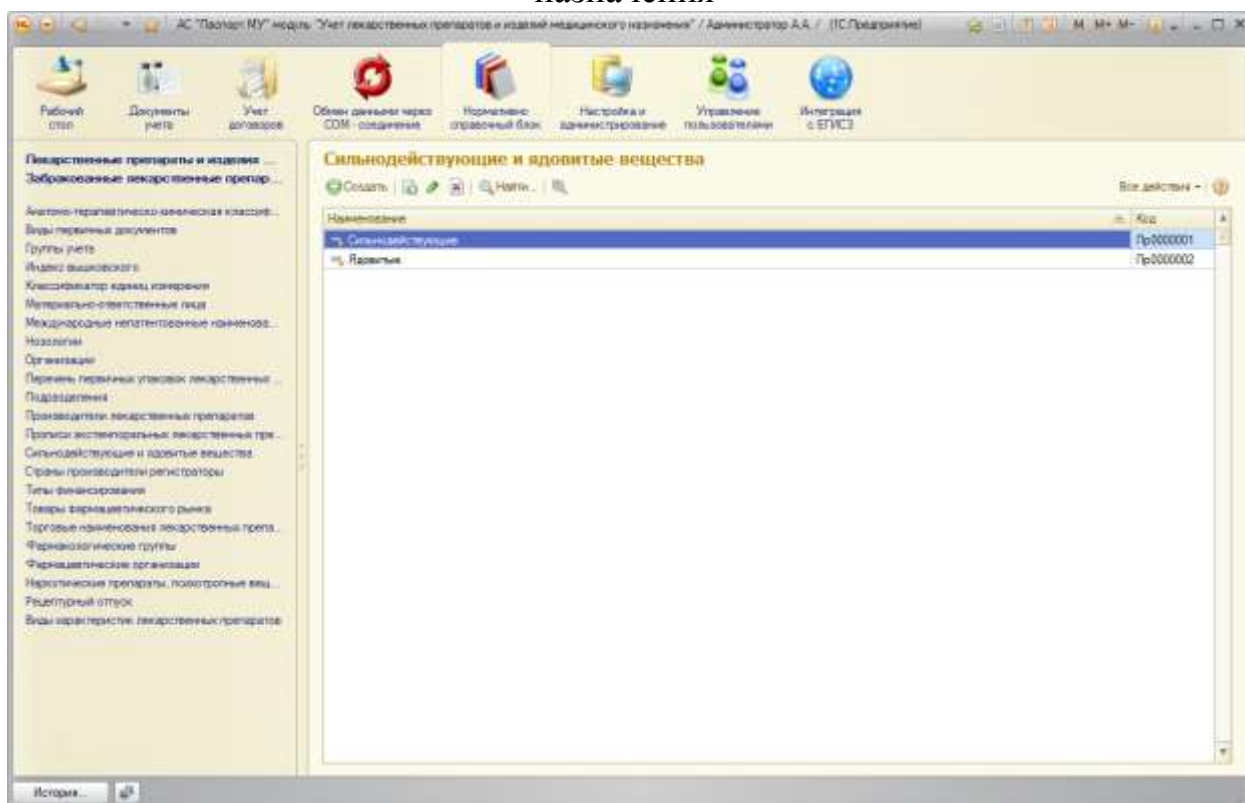 назначения
АС "Паспорт МУ" модуль "Учет лекарственных препаратов и изделий медицинского назначения" / Администратор А.А. / (1С:Предприятие)
M M+ M-
Рабочий стол
Документы учета
Учет договоров
Обмен данными через COM - соединение
Нормативно справочный блок
Настройка и администрирование
Управление пользователями
Интеграция с ЕГИСЗ
Лекарственные препараты и изделия ...
Забракованные лекарственные препар...
Анатомо-терапевтическо-химическая классиф...
Виды первичных документов
Группы учета
Индекс вышковского
Классификатор единиц измерения
Материально-ответственные лица
Международные непатентованные наименова...
Нозологии
Организации
Перечень первичных упаковок лекарственных ...
Подразделения
Производители лекарственных препаратов
Прописи экстемпоральных лекарственных пре...
Сильнодействующие и ядовитые вещества
Страны производители регистраторы
Типы финансирования
Товары фармацевтического рынка
Торговые наименования лекарственных препа...
Фармакологические группы
Фармацевтические организации
Наркотические препараты, психотропные вещ...
Рецептурный отпуск
Виды характеристик лекарственных препаратов
Сильнодействующие и ядовитые вещества
Создать Найти... Все действия
Наименование Код
Сильнодействующие Пр0000001
Ядовитые Пр0000002
История...